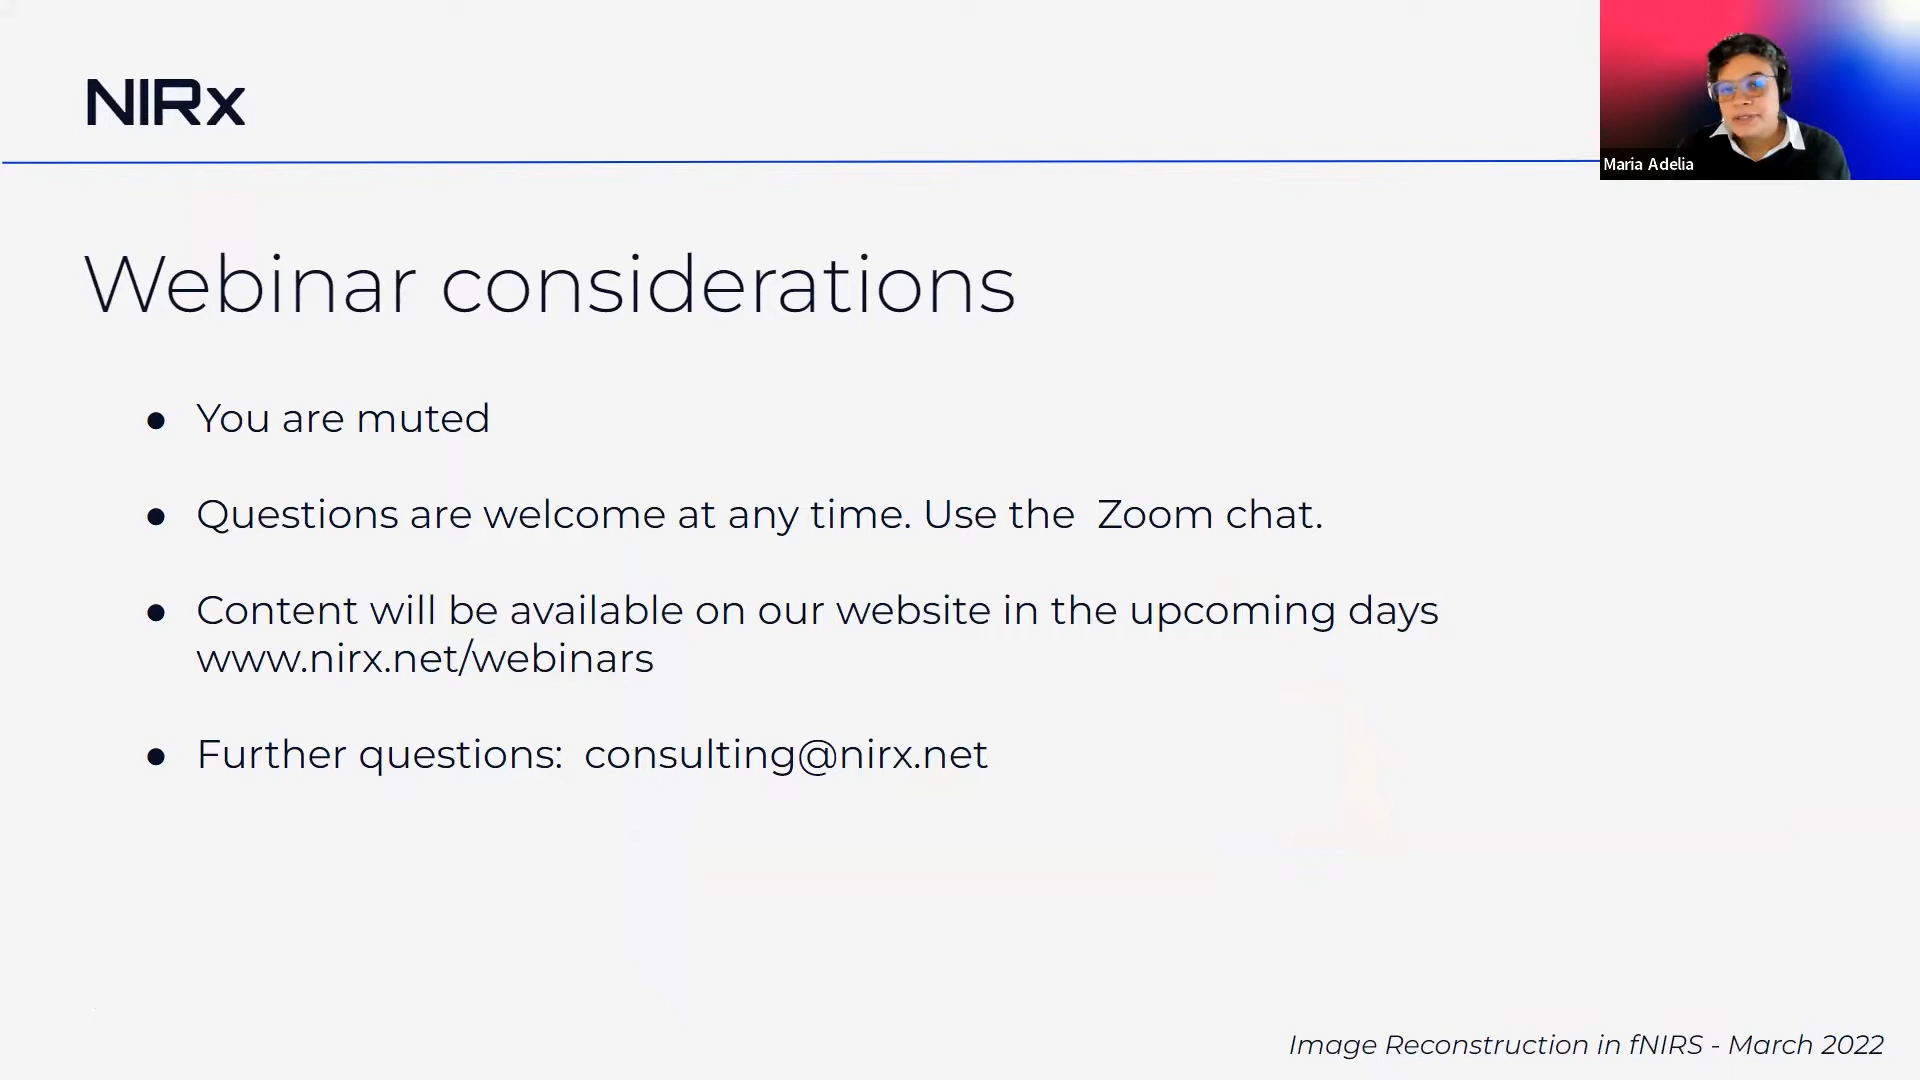 NIRx
Maria Adelia
Webinar considerations
● You are muted
● Questions are welcome at any time. Use the  Zoom chat.
● Content will be available on our website in the upcoming days
www.nirx.net/webinars
● Further questions:  consulting@nirx.net
Image Reconstruction in fNIRS - March 2022